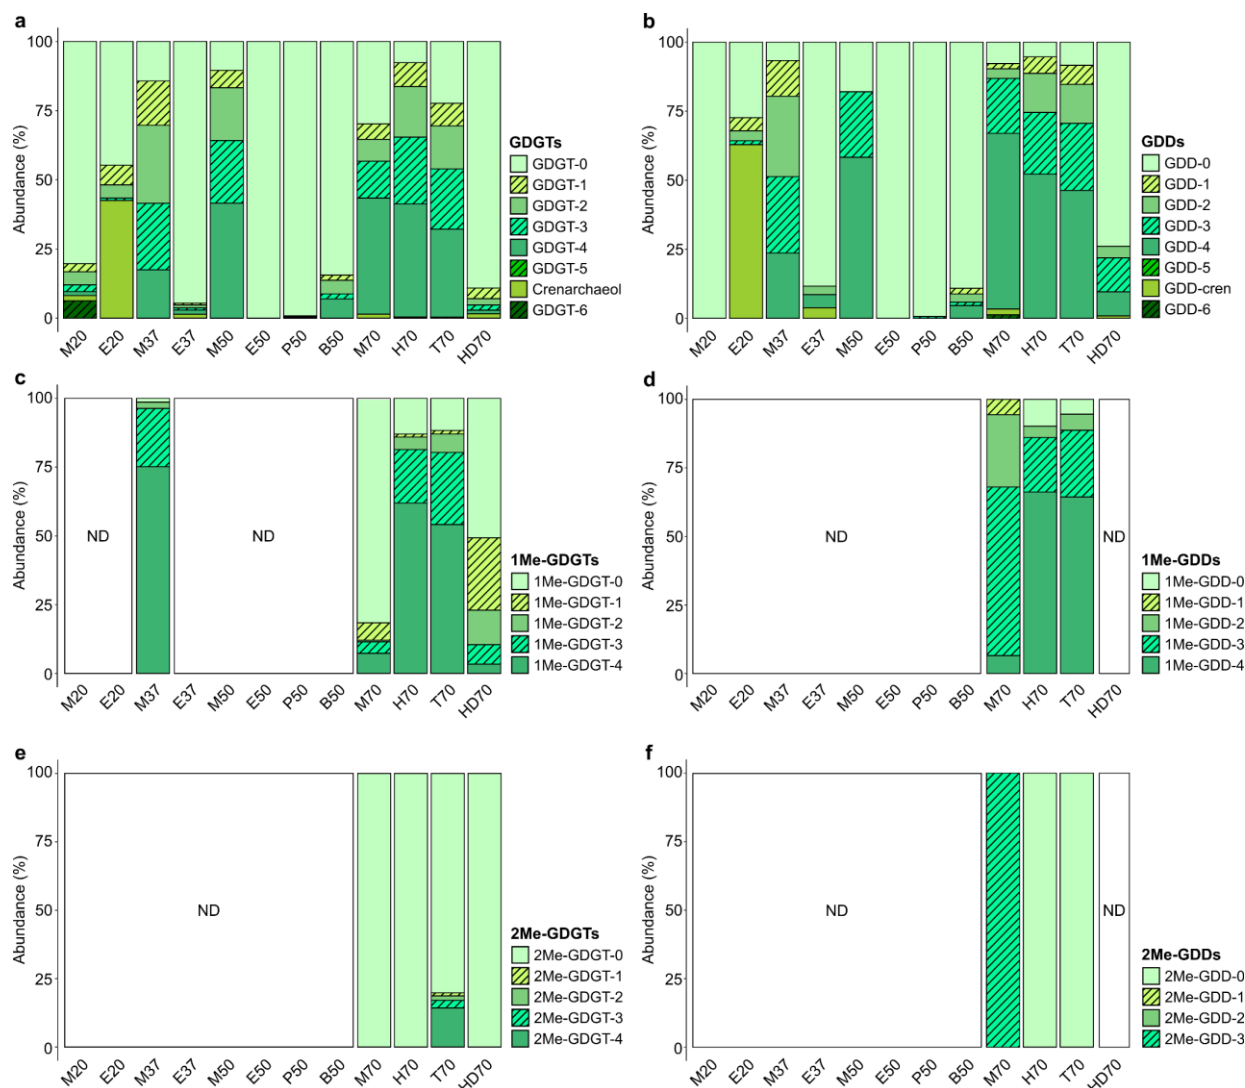 a
100
75
50
25
0
Abundance (%)
M20 E20 M37 E37 M50 E50 P50 B50 M70 H70 T70 HD70
GDGTs
GDGT-0
GDGT-1
GDGT-2
GDGT-3
GDGT-4
GDGT-5
Crenarchaeol
GDGT-6
b
100
75
50
25
0
Abundance (%)
M20 E20 M37 E37 M50 E50 P50 B50 M70 H70 T70 HD70
GDDs
GDD-0
GDD-1
GDD-2
GDD-3
GDD-4
GDD-5
GDD-cren
GDD-6
c
100
75
50
25
0
Abundance (%)
ND ND
M20 E20 M37 E37 M50 E50 P50 B50 M70 H70 T70 HD70
1Me-GDGTs
1Me-GDGT-0
1Me-GDGT-1
1Me-GDGT-2
1Me-GDGT-3
1Me-GDGT-4
d
100
75
50
25
0
Abundance (%)
ND ND
M20 E20 M37 E37 M50 E50 P50 B50 M70 H70 T70 HD70
1Me-GDDs
1Me-GDD-0
1Me-GDD-1
1Me-GDD-2
1Me-GDD-3
1Me-GDD-4
e
100
75
50
25
0
Abundance (%)
ND
M20 E20 M37 E37 M50 E50 P50 B50 M70 H70 T70 HD70
2Me-GDGTs
2Me-GDGT-0
2Me-GDGT-1
2Me-GDGT-2
2Me-GDGT-3
2Me-GDGT-4
f
100
75
50
25
0
Abundance (%)
ND ND
M20 E20 M37 E37 M50 E50 P50 B50 M70 H70 T70 HD70
2Me-GDDs
2Me-GDD-0
2Me-GDD-1
2Me-GDD-2
2Me-GDD-3